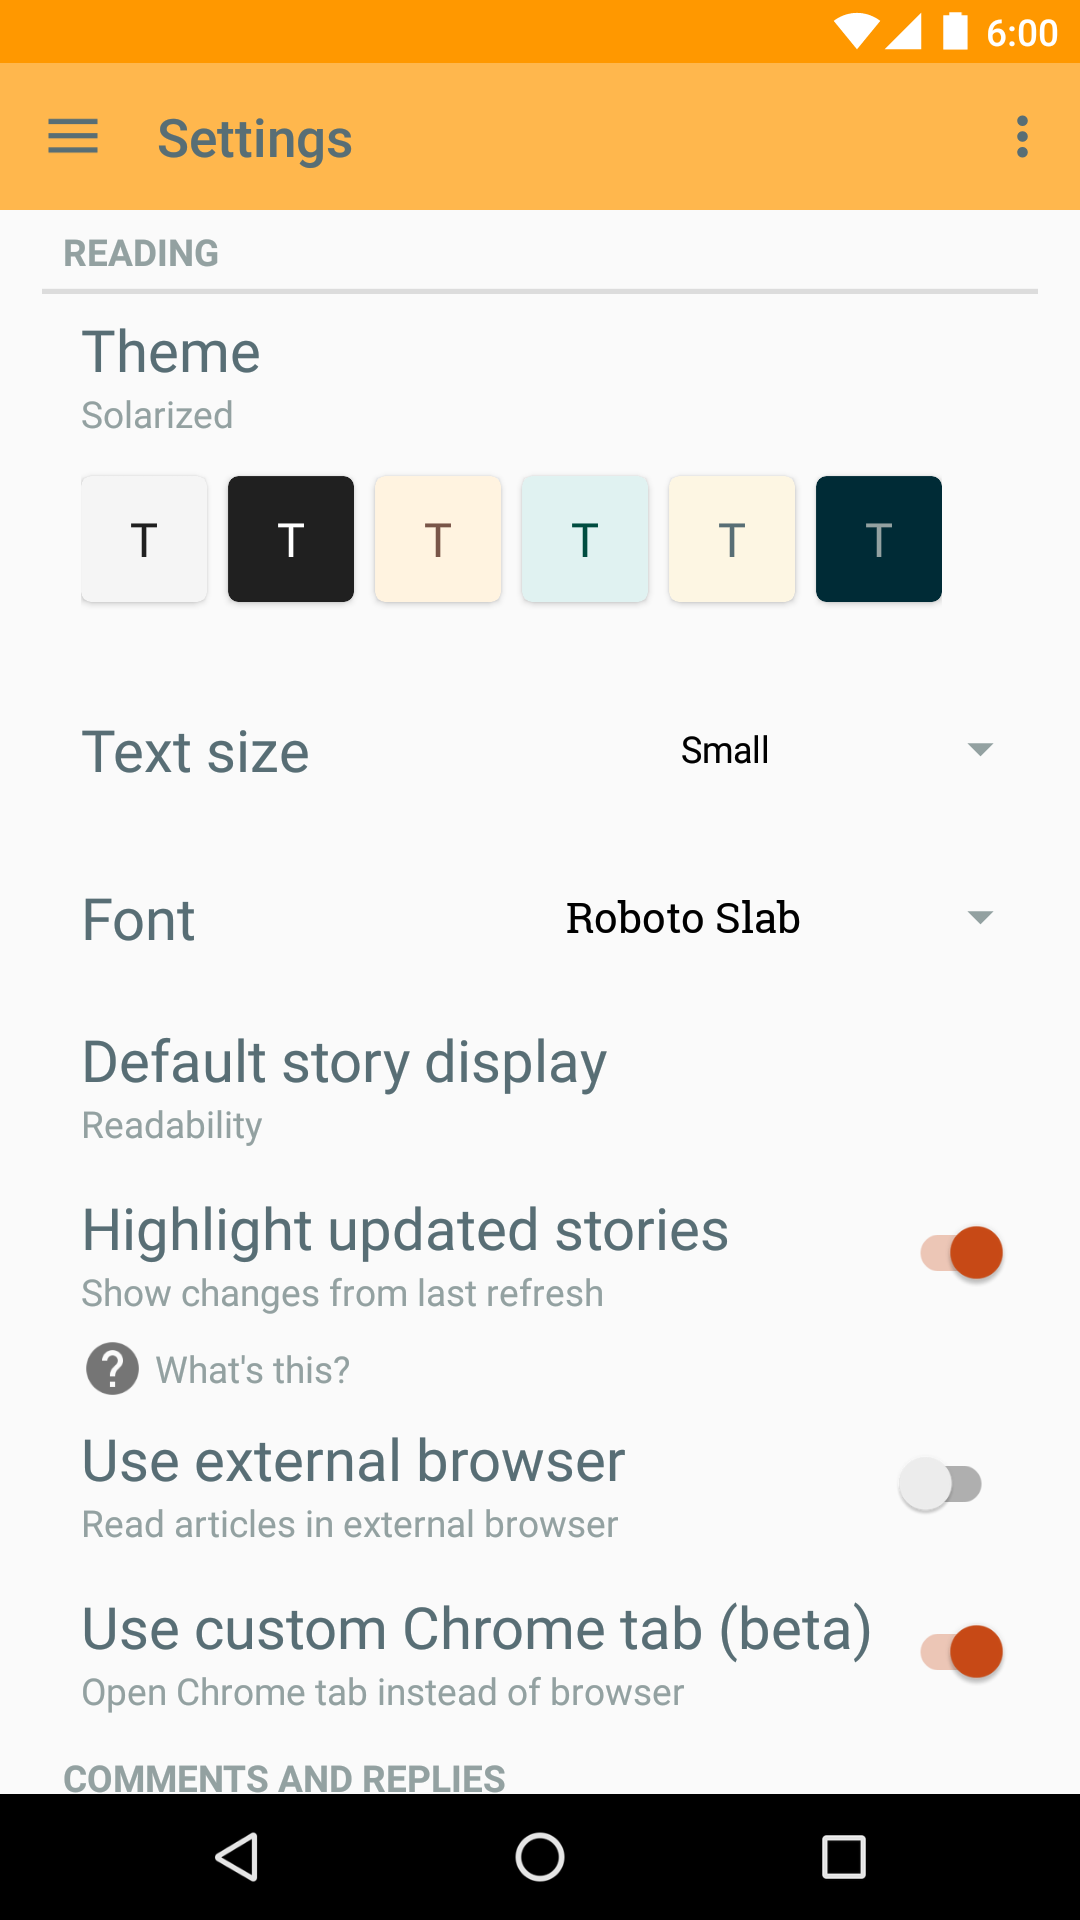 6:00
Settings
READING
Theme
Solarized
T T T T T T
Text size Small
Font Roboto Slab
Default story display
Readability
Highlight updated stories
Show changes from last refresh
? What's this?
Use external browser
Read articles in external browser
Use custom Chrome tab (beta)
Open Chrome tab instead of browser
COMMENTS AND REPLIES